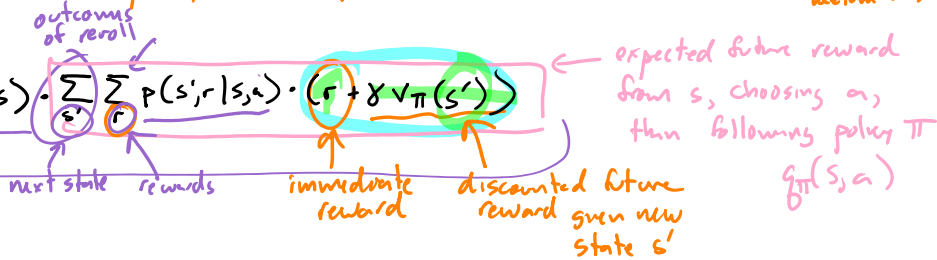 outcomes
of reroll
s) · Σ Σ p(s',r|s,a) · (r + γ vπ(s'))
s' r
next state
rewards
immediate
reward
discounted future
reward given new
state s'
expected future reward
from s, choosing a,
then following policy π
qπ(s,a)